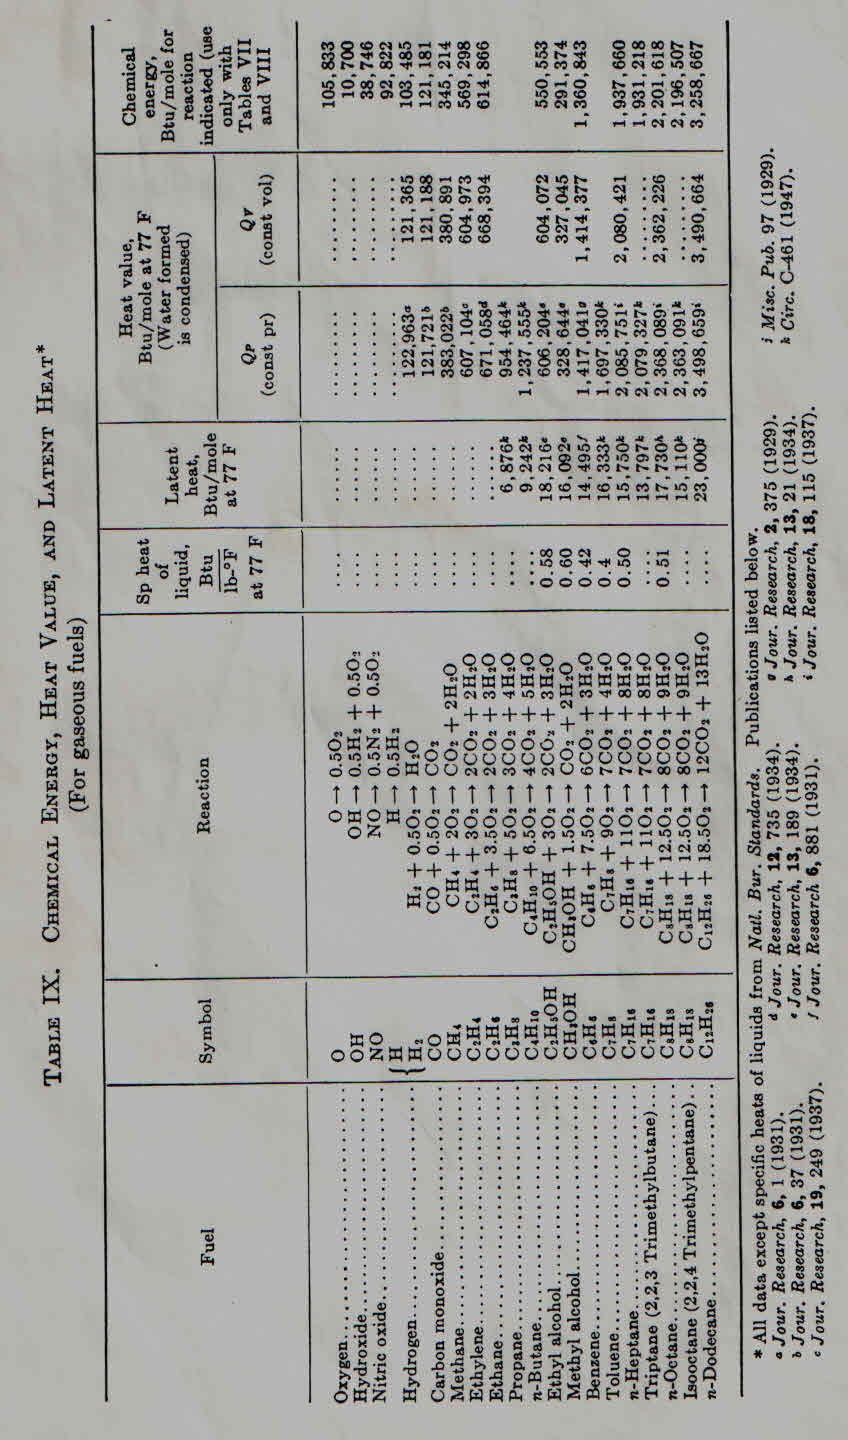 TABLE IX. CHEMICAL ENERGY, HEAT VALUE, AND LATENT HEAT*
(For gaseous fuels)
Fuel | Symbol | Reaction | Sp heat of liquid, Btu/lb-°F at 77 F | Latent heat, Btu/mole at 77 F | Heat value, Btu/mole at 77 F (Water formed is condensed) Qp (const pr) | Qv (const vol) | Chemical energy, Btu/mole for reaction indicated (use only with Tables VII and VIII)
Oxygen | O | O → 0.5O₂ | .... | ...... | ......... | ......... | 105,833
Hydroxide | OH | OH → 0.5H₂ + 0.5O₂ | .... | ...... | ......... | ......... | 10,700
Nitric oxide | NO | NO → 0.5N₂ + 0.5O₂ | .... | ...... | ......... | ......... | 38,746
Hydrogen { H | H → 0.5H₂ | .... | ...... | ......... | ......... | 92,822
H₂ | H₂ + 0.5O₂ → H₂O | .... | ...... | 122,963ᵃ | 121,365 | 103,485
Carbon monoxide | CO | CO + 0.5O₂ → CO₂ | .... | ...... | 121,721ᵇ | 121,188 | 121,181
Methane | CH₄ | CH₄ + 2O₂ → CO₂ + 2H₂O | .... | ...... | 383,022ᵇ | 380,891 | 345,214
Ethylene | C₂H₄ | C₂H₄ + 3O₂ → 2CO₂ + 2H₂O | .... | ...... | 607,104ᶜ | 604,973 | 569,298
Ethane | C₂H₆ | C₂H₆ + 3.5O₂ → 2CO₂ + 3H₂O | .... | ...... | 671,058ᵈ | 668,394 | 614,866
Propane | C₃H₈ | C₃H₈ + 5O₂ → 3CO₂ + 4H₂O | .... | 6,876ᵏ | 954,464ᵏ
n-Butane | C₄H₁₀ | C₄H₁₀ + 6.5O₂ → 4CO₂ + 5H₂O | .... | 9,242ᵏ | 1,237,555ᵏ
Ethyl alcohol | C₂H₅OH | C₂H₅OH + 3O₂ → 2CO₂ + 3H₂O | 0.58 | 18,216ᵉ | 606,204ᵉ | 604,072 | 550,553
Methyl alcohol | CH₃OH | CH₃OH + 1.5O₂ → CO₂ + 2H₂O | 0.60 | 16,092ᵉ | 328,644ᵉ | 327,045 | 291,374
Benzene | C₆H₆ | C₆H₆ + 7.5O₂ → 6CO₂ + 3H₂O | 0.42 | 14,495ᶠ | 1,417,041ᵍ | 1,414,377 | 1,360,843
Toluene | C₇H₈ | C₇H₈ + 9O₂ → 7CO₂ + 4H₂O | 0.4 | 16,333ᵏ | 1,697,330ᵏ
n-Heptane | C₇H₁₆ | C₇H₁₆ + 11O₂ → 7CO₂ + 8H₂O | 0.50 | 15,750ᵏ | 2,085,751ⁱ | 2,080,421 | 1,937,660
Triptane (2,2,3 Trimethylbutane) | C₇H₁₆ | C₇H₁₆ + 11O₂ → 7CO₂ + 8H₂O | .... | 13,797ᵏ | 2,079,327ᵏ | ......... | 1,931,218
n-Octane | C₈H₁₈ | C₈H₁₈ + 12.5O₂ → 8CO₂ + 9H₂O | 0.51 | 17,730ʰ | 2,368,089ⁱ | 2,362,226 | 2,201,618
Isooctane (2,2,4 Trimethylpentane) | C₈H₁₈ | C₈H₁₈ + 12.5O₂ → 8CO₂ + 9H₂O | .... | 15,110ᵏ | 2,363,091ᵏ | ......... | 2,196,507
n-Dodecane | C₁₂H₂₆ | C₁₂H₂₆ + 18.5O₂ → 12CO₂ + 13H₂O | .... | 23,000ʲ | 3,498,659ⁱ | 3,490,664 | 3,258,667
* All data except specific heats of liquids from Natl. Bur. Standards. Publications listed below.
a Jour. Research, 6, 1 (1931).
b Jour. Research, 6, 37 (1931).
c Jour. Research, 19, 249 (1937).
d Jour. Research, 12, 735 (1934).
e Jour. Research, 13, 189 (1934).
f Jour. Research 6, 881 (1931).
g Jour. Research, 2, 375 (1929).
h Jour. Research, 13, 21 (1934).
i Jour. Research, 18, 115 (1937).
j Misc. Pub. 97 (1929).
k Circ. C-461 (1947).